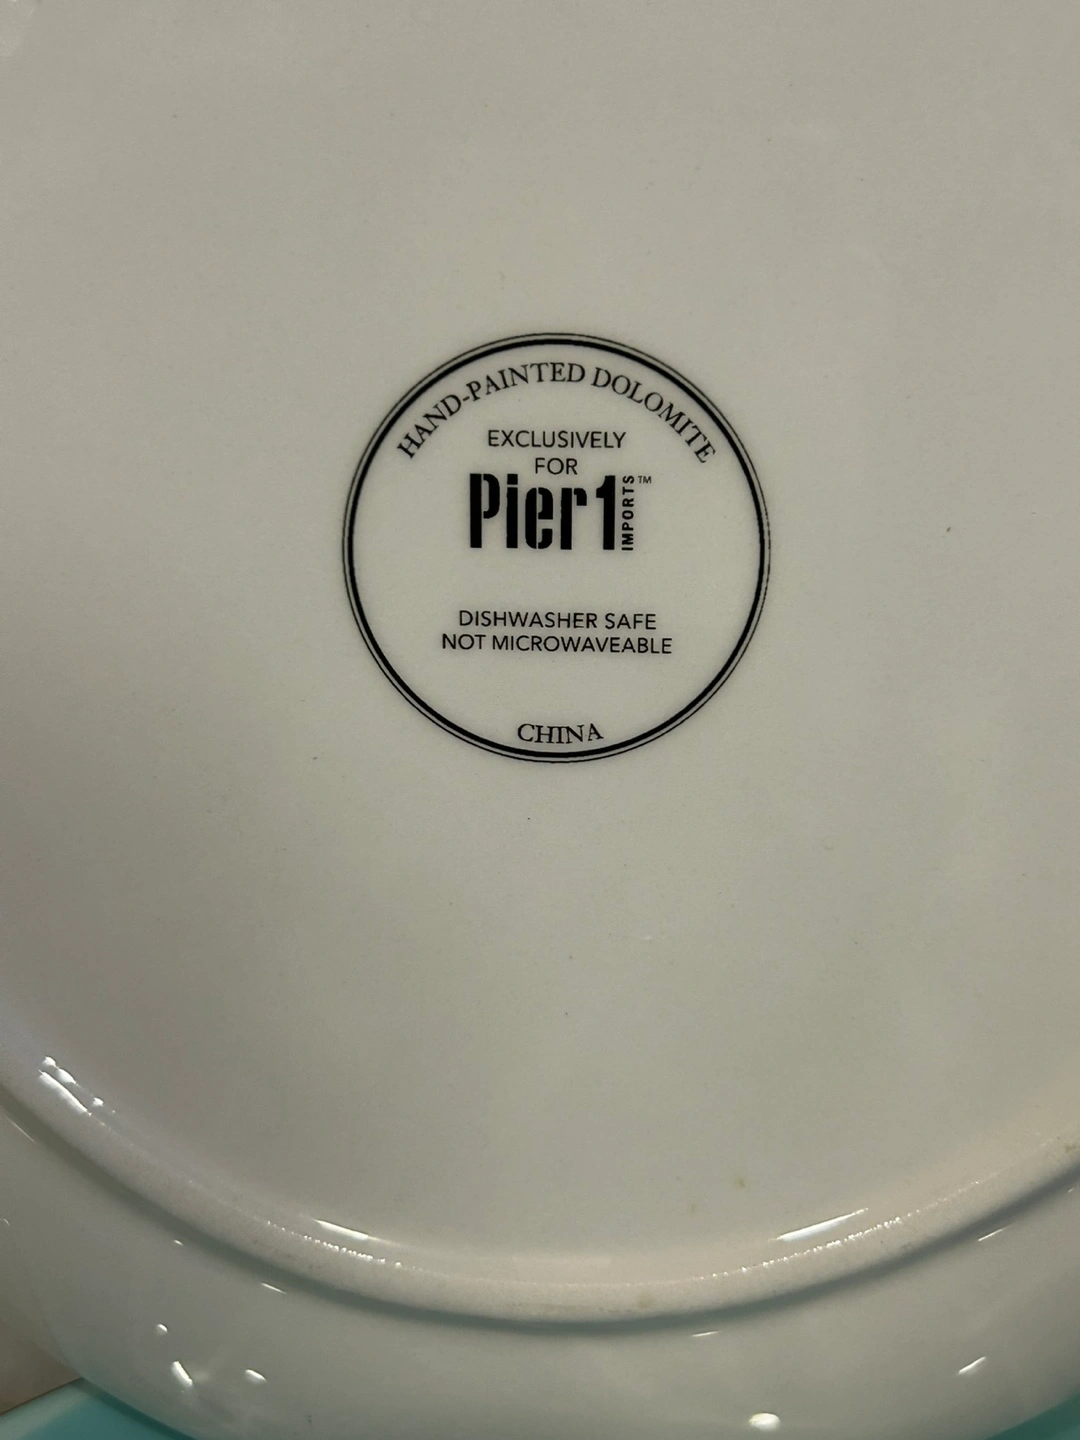 HAND-PAINTED DOLOMITE
EXCLUSIVELY
FOR
Pier1 IMPORTS™
DISHWASHER SAFE
NOT MICROWAVEABLE
CHINA